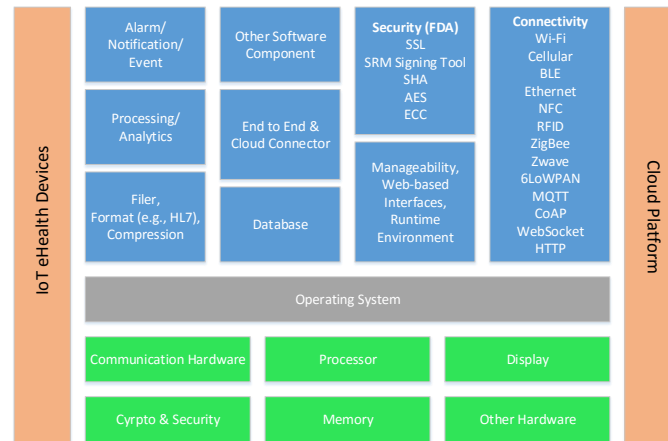 IoT eHealth Devices
Alarm/
Notification/
Event
Processing/
Analytics
Filer,
Format (e.g., HL7),
Compression
Other Software
Component
End to End &
Cloud Connector
Database
Security (FDA)
SSL
SRM Signing Tool
SHA
AES
ECC
Manageability,
Web-based
Interfaces,
Runtime
Environment
Connectivity
Wi-Fi
Cellular
BLE
Ethernet
NFC
RFID
ZigBee
Zwave
6LoWPAN
MQTT
CoAP
WebSocket
HTTP
Operating System
Communication Hardware
Processor
Display
Cyrpto & Security
Memory
Other Hardware
Cloud Platform